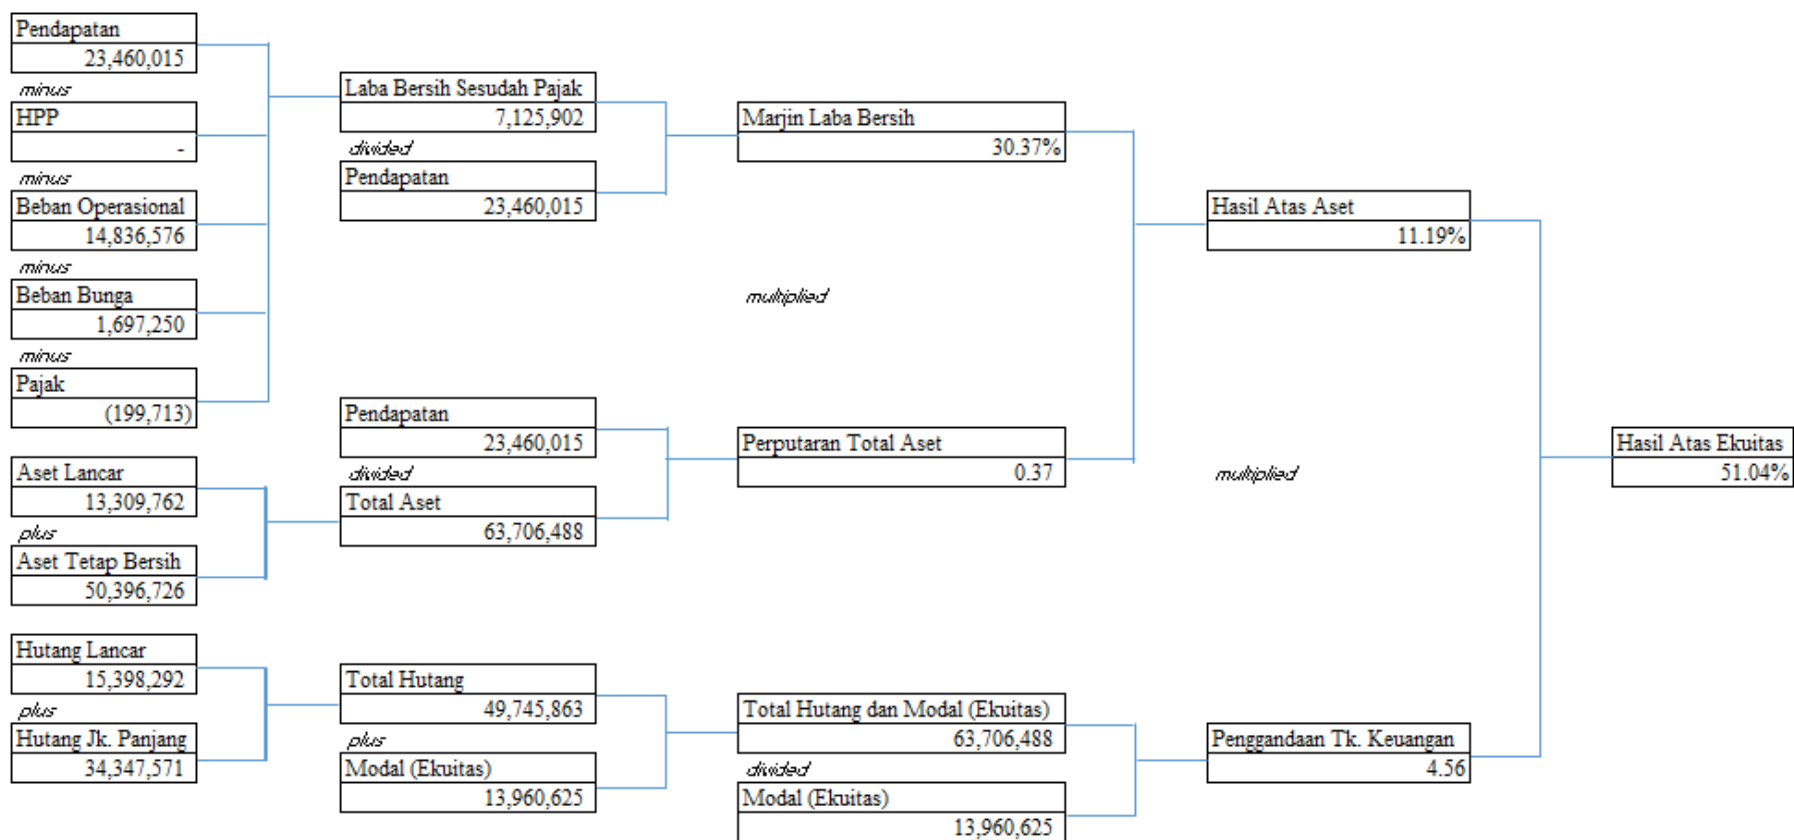 Pendapatan
23,460,015
minus
HPP
-
minus
Beban Operasional
14,836,576
minus
Beban Bunga
1,697,250
minus
Pajak
(199,713)
Aset Lancar
13,309,762
plus
Aset Tetap Bersih
50,396,726
Hutang Lancar
15,398,292
plus
Hutang Jk. Panjang
34,347,571
Laba Bersih Sesudah Pajak
7,125,902
divided
Pendapatan
23,460,015
Pendapatan
23,460,015
divided
Total Aset
63,706,488
Total Hutang
49,745,863
plus
Modal (Ekuitas)
13,960,625
Marjin Laba Bersih
30.37%
multiplied
Perputaran Total Aset
0.37
Total Hutang dan Modal (Ekuitas)
63,706,488
divided
Modal (Ekuitas)
13,960,625
Hasil Atas Aset
11.19%
multiplied
Penggandaan Tk. Keuangan
4.56
Hasil Atas Ekuitas
51.04%